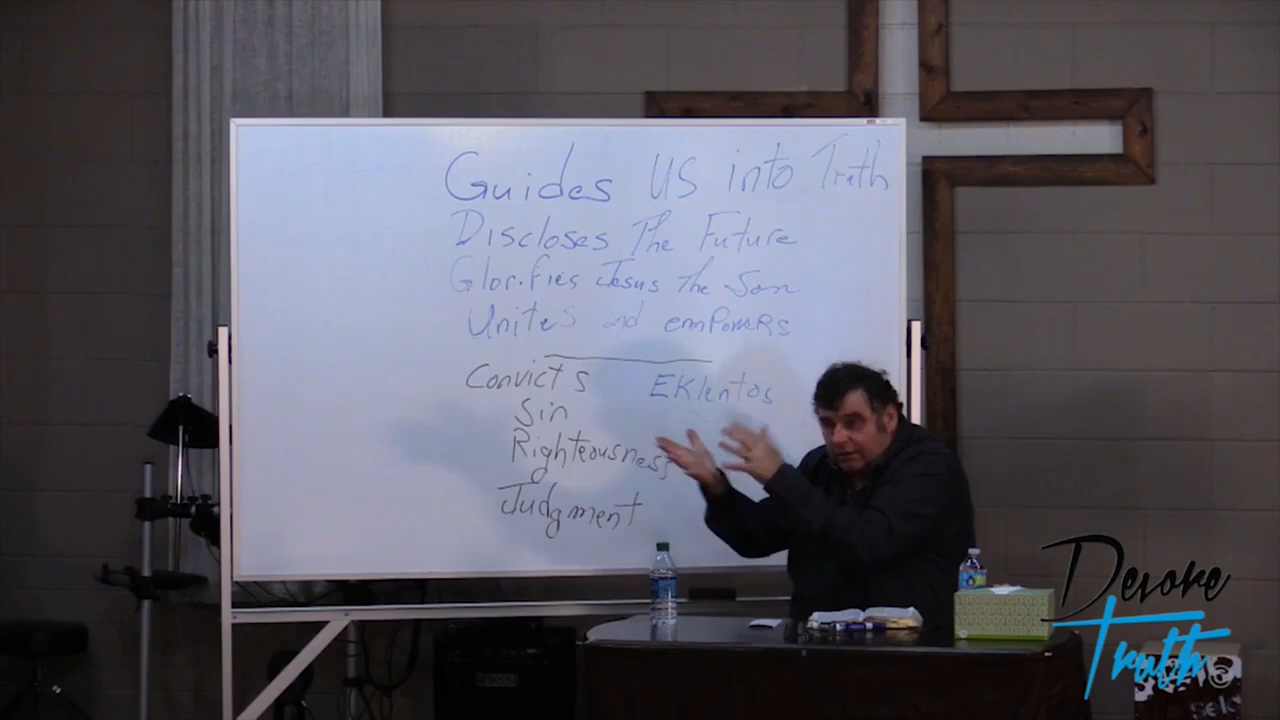 Guides US into Truth
Discloses The Future
Glorifies Jesus The Son
Unites and emPowers
Convicts EKlentos
Sin
Righteousness
Judgment
Truth